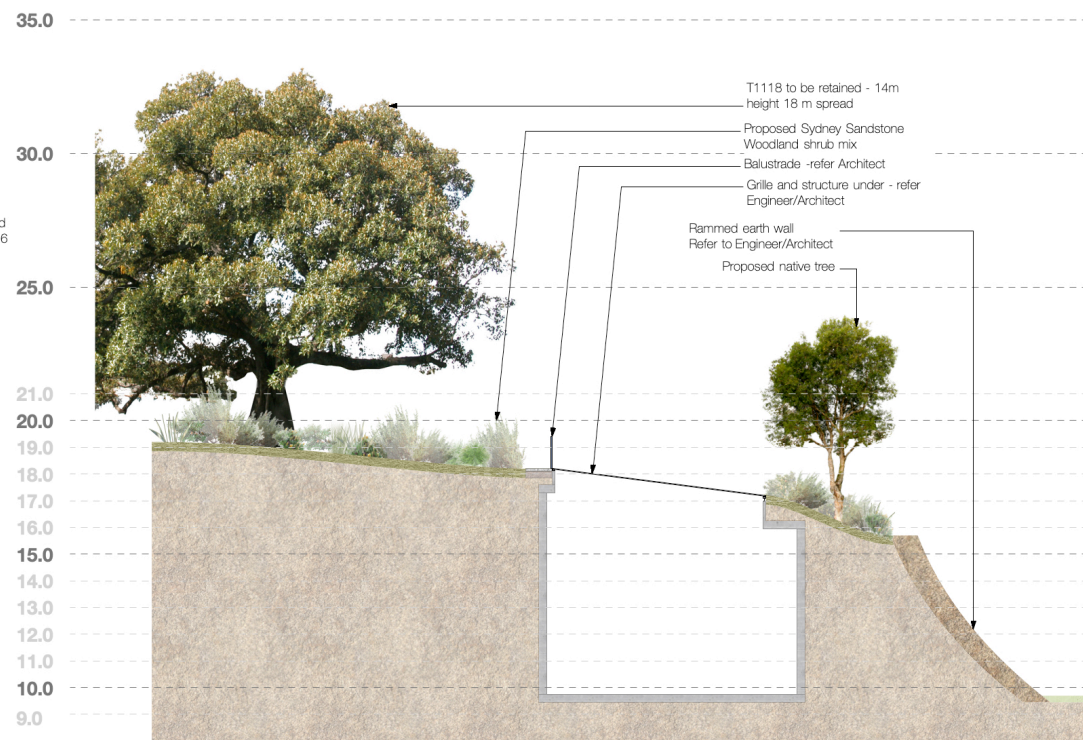 35.0
T1118 to be retained - 14m
height 18 m spread
Proposed Sydney Sandstone
Woodland shrub mix
30.0
Balustrade -refer Architect
Grille and structure under - refer
Engineer/Architect
6
Rammed earth wall
Refer to Engineer/Architect
Proposed native tree
25.0
21.0
20.0
19.0
18.0
17.0
16.0
15.0
14.0
13.0
12.0
11.0
10.0
9.0